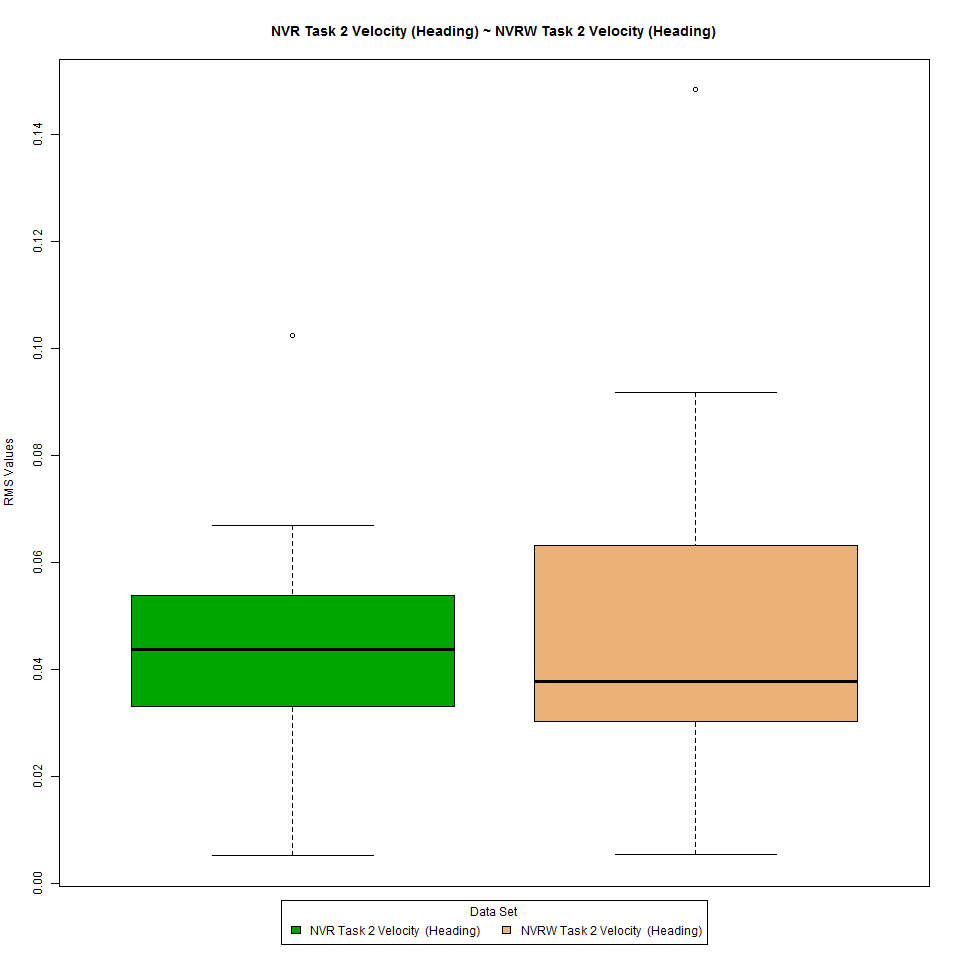 NVR Task 2 Velocity (Heading) ~ NVRW Task 2 Velocity (Heading)
RMS Values
0.14
0.12
0.10
0.08
0.06
0.04
0.02
0.00
Data Set
NVR Task 2 Velocity (Heading) NVRW Task 2 Velocity (Heading)